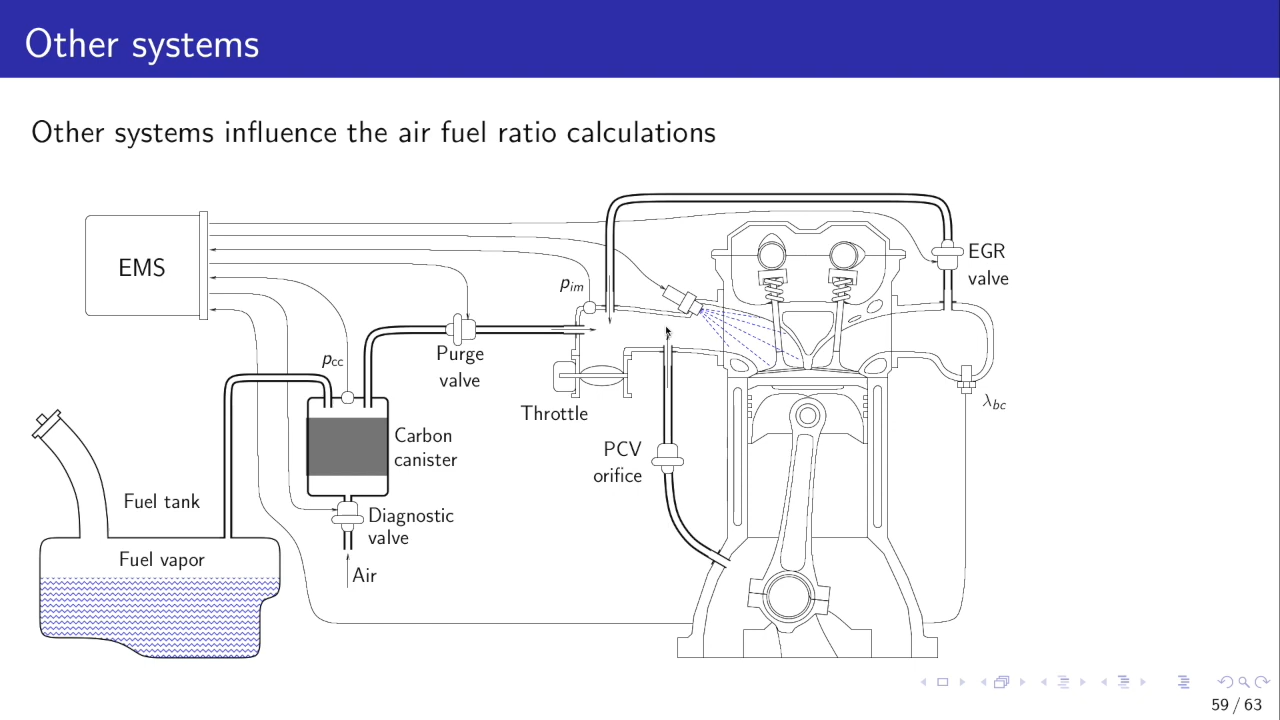 Other systems
Other systems influence the air fuel ratio calculations
EMS
EGR
valve
p_im
Purge
valve
p_cc
Throttle
λ_bc
Carbon
canister
PCV
orifice
Fuel tank
Diagnostic
valve
Fuel vapor
Air
59 / 63